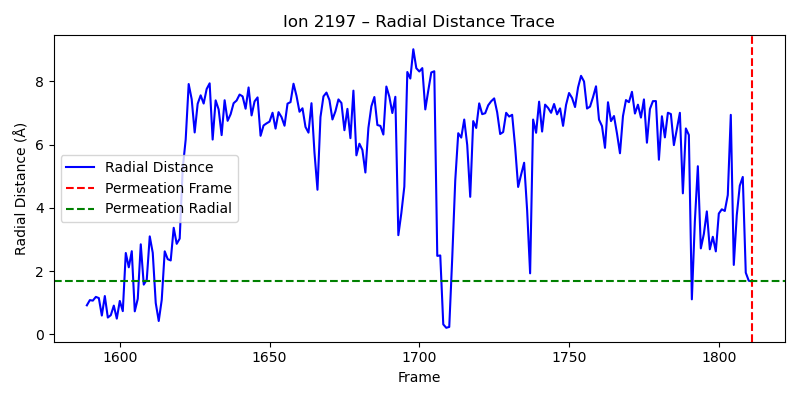 Ion 2197 – Radial Distance Trace
Radial Distance (Å)
8
6
4
2
0
Radial Distance
Permeation Frame
Permeation Radial
1600
1650
1700
1750
1800
Frame